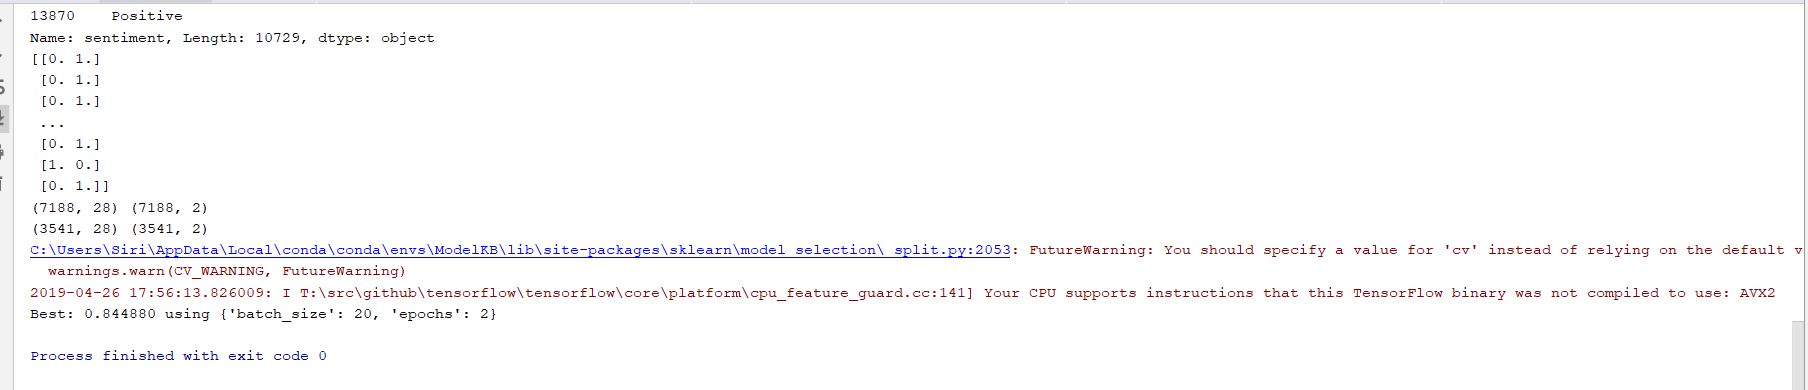 13870    Positive
Name: sentiment, Length: 10729, dtype: object
[[0. 1.]
 [0. 1.]
 [0. 1.]
 ...
 [0. 1.]
 [1. 0.]
 [0. 1.]]
(7188, 28) (7188, 2)
(3541, 28) (3541, 2)
C:\Users\Siri\AppData\Local\conda\conda\envs\ModelKB\lib\site-packages\sklearn\model_selection\_split.py:2053: FutureWarning: You should specify a value for 'cv' instead of relying on the default v
  warnings.warn(CV_WARNING, FutureWarning)
2019-04-26 17:56:13.826009: I T:\src\github\tensorflow\tensorflow\core\platform\cpu_feature_guard.cc:141] Your CPU supports instructions that this TensorFlow binary was not compiled to use: AVX2
Best: 0.844880 using {'batch_size': 20, 'epochs': 2}
Process finished with exit code 0